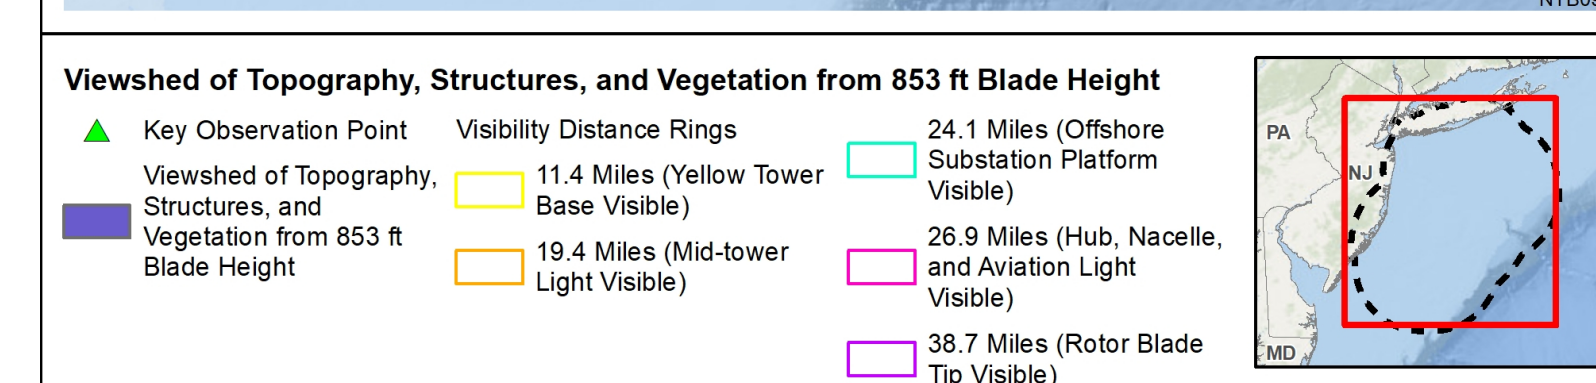 Viewshed of Topography, Structures, and Vegetation from 853 ft Blade Height
Key Observation Point
Viewshed of Topography,
Structures, and
Vegetation from 853 ft
Blade Height
Visibility Distance Rings
11.4 Miles (Yellow Tower
Base Visible)
19.4 Miles (Mid-tower
Light Visible)
24.1 Miles (Offshore
Substation Platform
Visible)
26.9 Miles (Hub, Nacelle,
and Aviation Light
Visible)
38.7 Miles (Rotor Blade
Tip Visible)
PA
NJ
MD